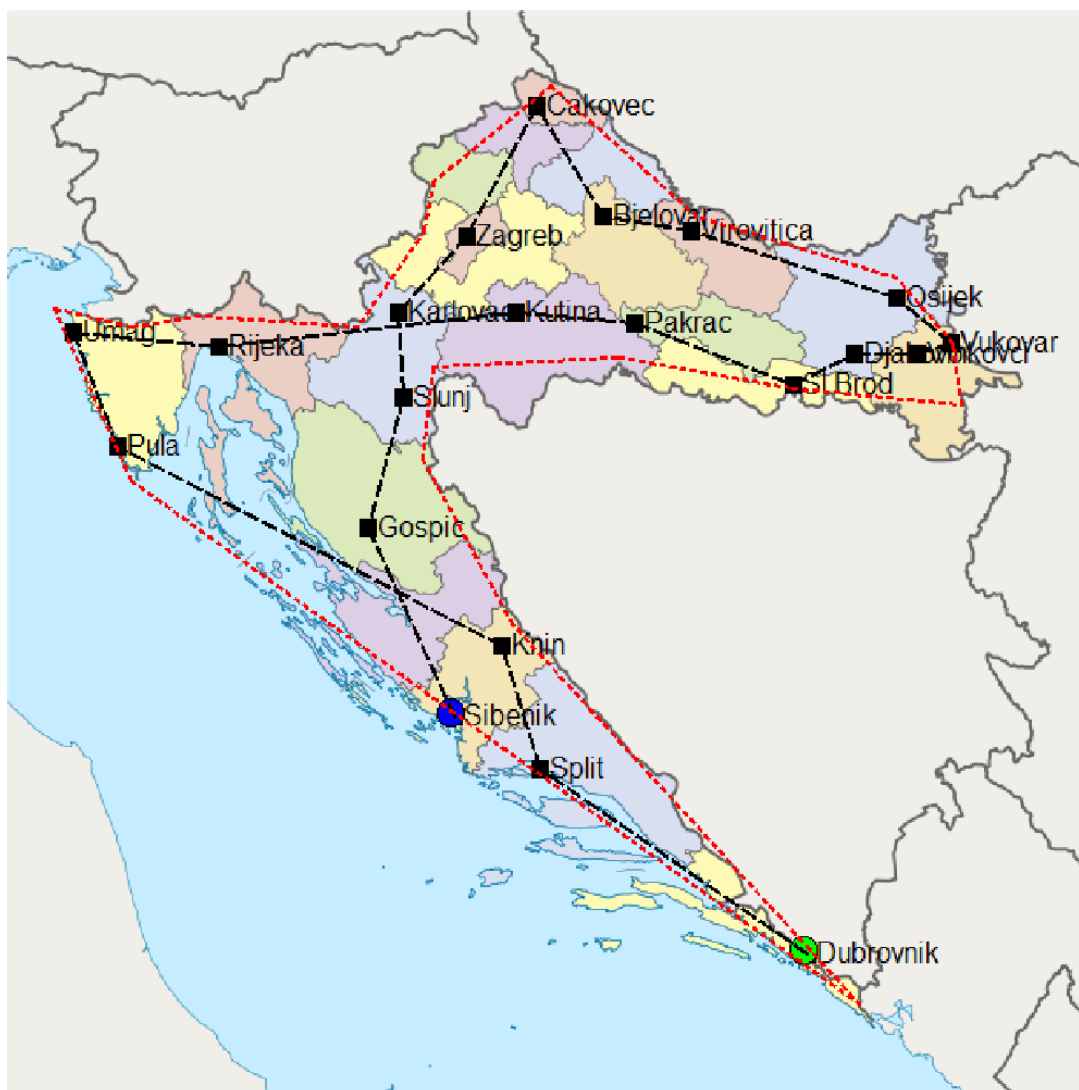 Cakovec
Bjelovar
Virovitica
Zagreb
Osijek
Karlovac
Kutina
Pakrac
Umag
Rijeka
Vukovar
Djakovo
Vinkovci
Sl Brod
Slunj
Pula
Gospic
Knin
Sibenik
Split
Dubrovnik